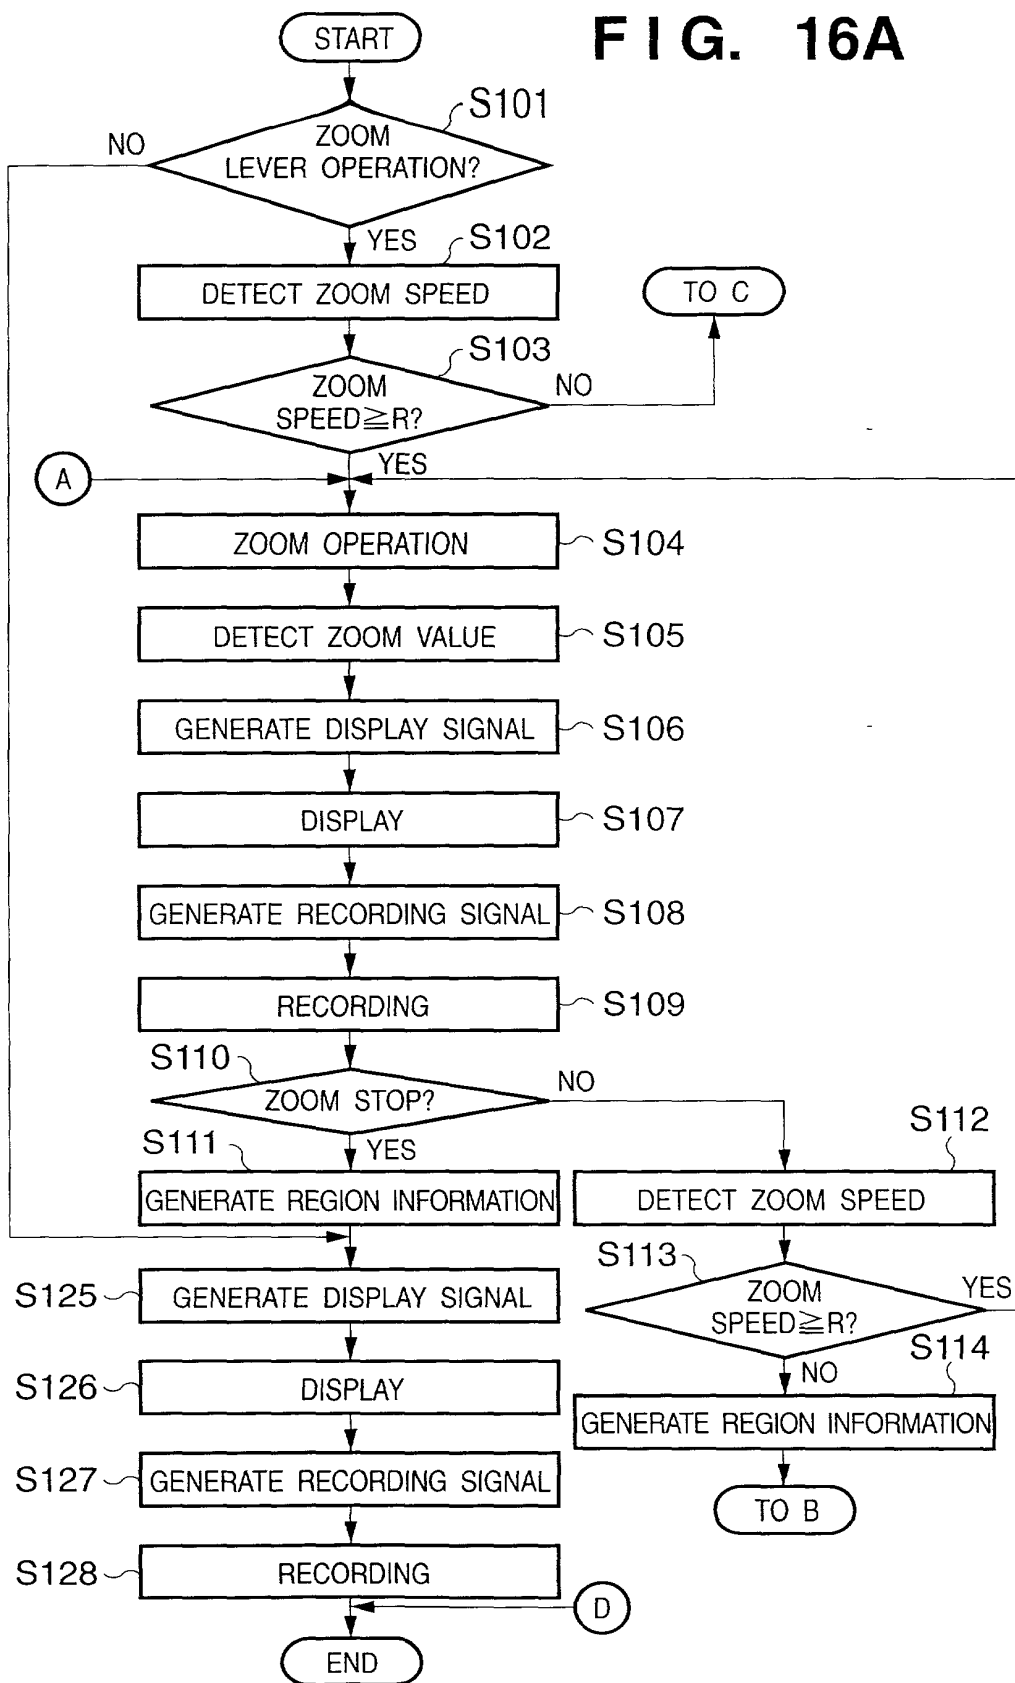 FIG. 16A
START
S101
ZOOM
LEVER OPERATION?
NO
YES
S102
DETECT ZOOM SPEED
TO C
S103
ZOOM
SPEED≧R?
NO
YES
A
ZOOM OPERATION
S104
DETECT ZOOM VALUE
S105
GENERATE DISPLAY SIGNAL
S106
DISPLAY
S107
GENERATE RECORDING SIGNAL
S108
RECORDING
S109
S110
ZOOM STOP?
NO
YES
S111
GENERATE REGION INFORMATION
S112
DETECT ZOOM SPEED
S113
ZOOM
SPEED≧R?
YES
NO
S114
GENERATE REGION INFORMATION
TO B
S125
GENERATE DISPLAY SIGNAL
S126
DISPLAY
S127
GENERATE RECORDING SIGNAL
S128
RECORDING
D
END